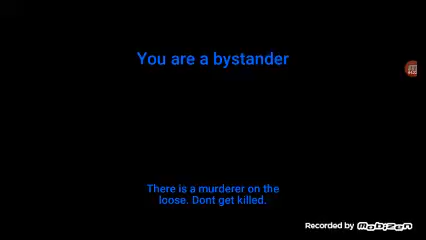 You are a bystander
There is a murderer on the
loose. Dont get killed.
Recorded by mobizen